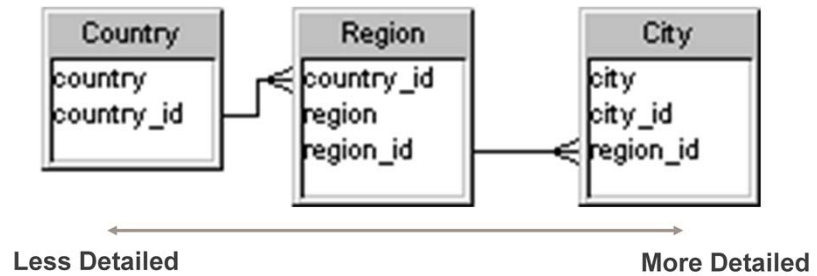 Country
country
country_id
Region
country_id
region
region_id
City
city
city_id
region_id
Less Detailed
More Detailed